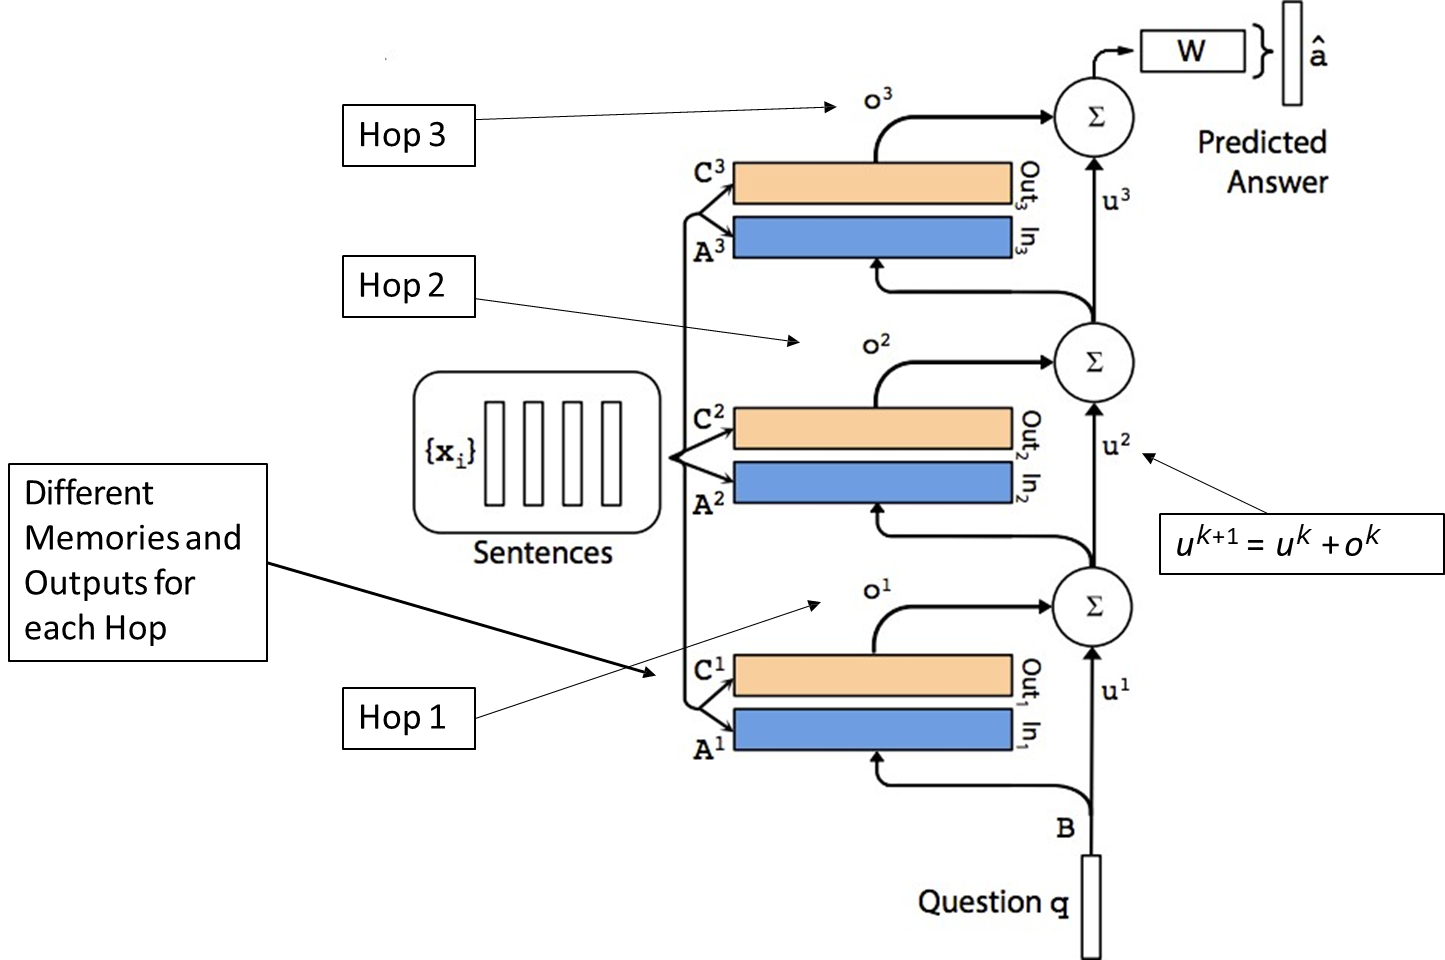 W
â
Predicted
Answer
Σ
o³
Hop 3
C³
Out₃
u³
A³
In₃
Hop 2
o²
Σ
C²
Out₂
u²
{xᵢ}
A²
In₂
Sentences
Different
Memories and
Outputs for
each Hop
uᵏ⁺¹ = uᵏ + oᵏ
o¹
Σ
C¹
Out₁
u¹
Hop 1
A¹
In₁
B
Question q